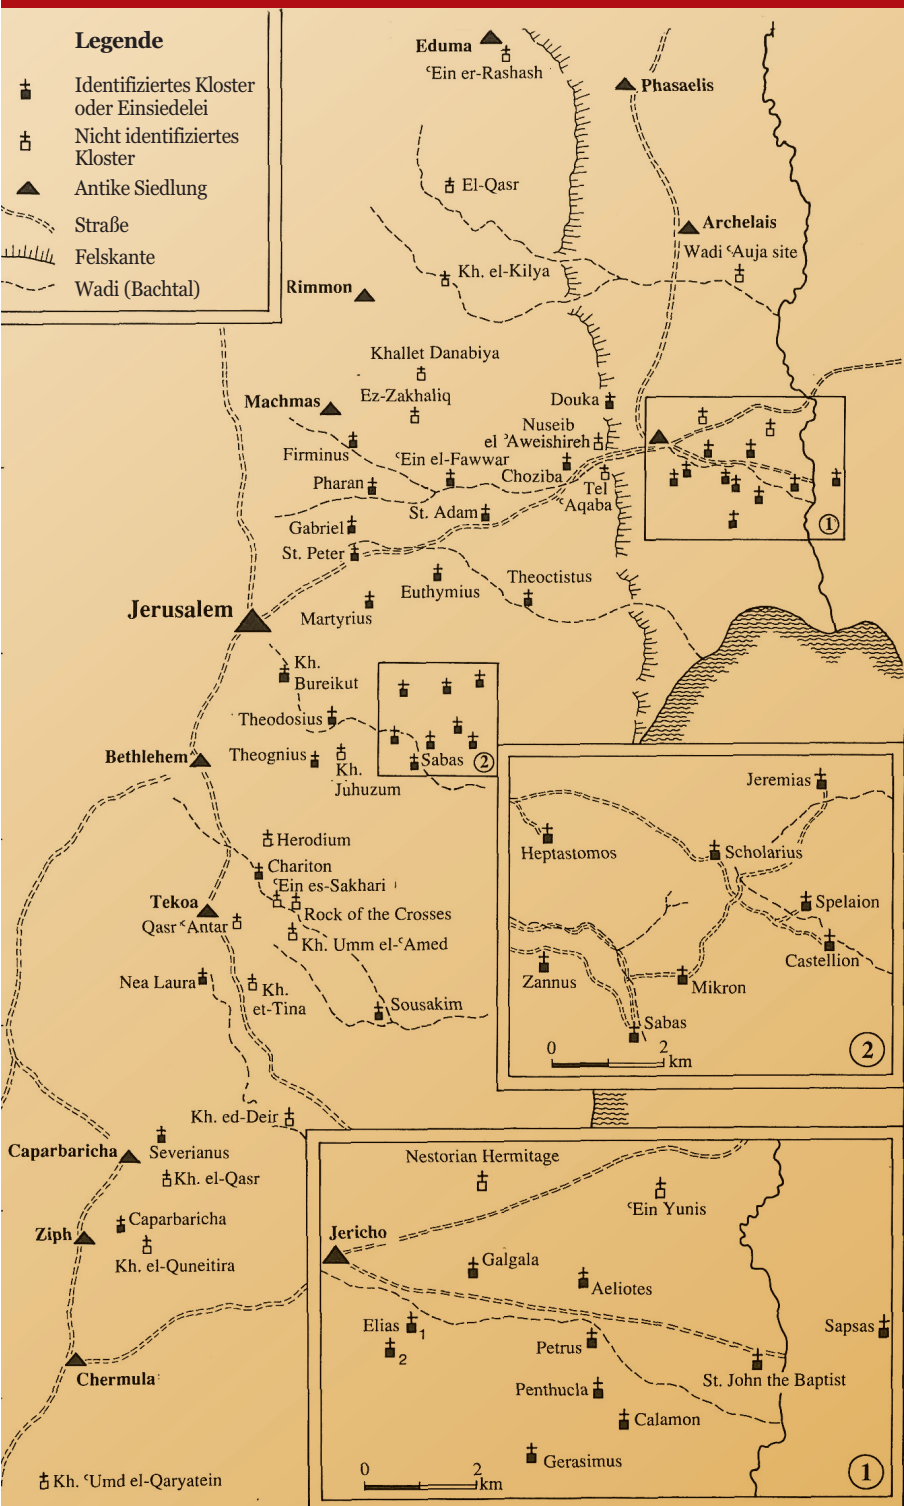 Legende
Identifiziertes Kloster
oder Einsiedelei
Nicht identifiziertes
Kloster
Antike Siedlung
Straße
Felskante
Wadi (Bachtal)
Eduma
ʿEin er-Rashash
Phasaelis
El-Qasr
Archelais
Wadi ʿAuja site
Kh. el-Kilya
Rimmon
Khallet Danabiya
Ez-Zakhaliq
Machmas
Douka
Nuseib
el ʾAweishireh
Firminus
ʿEin el-Fawwar
Choziba
Pharan
Tel
ʿAqaba
St. Adam
Gabriel
1
St. Peter
Euthymius
Theoctistus
Jerusalem
Martyrius
Kh.
Bureikut
Theodosius
Bethlehem
Theognius
Kh.
Juhuzum
Sabas
2
Jeremias
Heptastomos
Scholarius
Spelaion
Castellion
Zannus
Mikron
Sabas
0 2
km
2
Herodium
Chariton
ʿEin es-Sakhari
Tekoa
Rock of the Crosses
Qasr ʿAntar
Kh. Umm el-ʿAmed
Nea Laura
Kh.
et-Tina
Sousakim
Kh. ed-Deir
Caparbaricha
Severianus
Kh. el-Qasr
Caparbaricha
Ziph
Kh. el-Quneitira
Chermula
Kh. ʿUmd el-Qaryatein
Nestorian Hermitage
ʿEin Yunis
Jericho
Galgala
Aeliotes
Elias
1
2
Petrus
Sapsas
St. John the Baptist
Penthucla
Calamon
Gerasimus
0 2
km
1